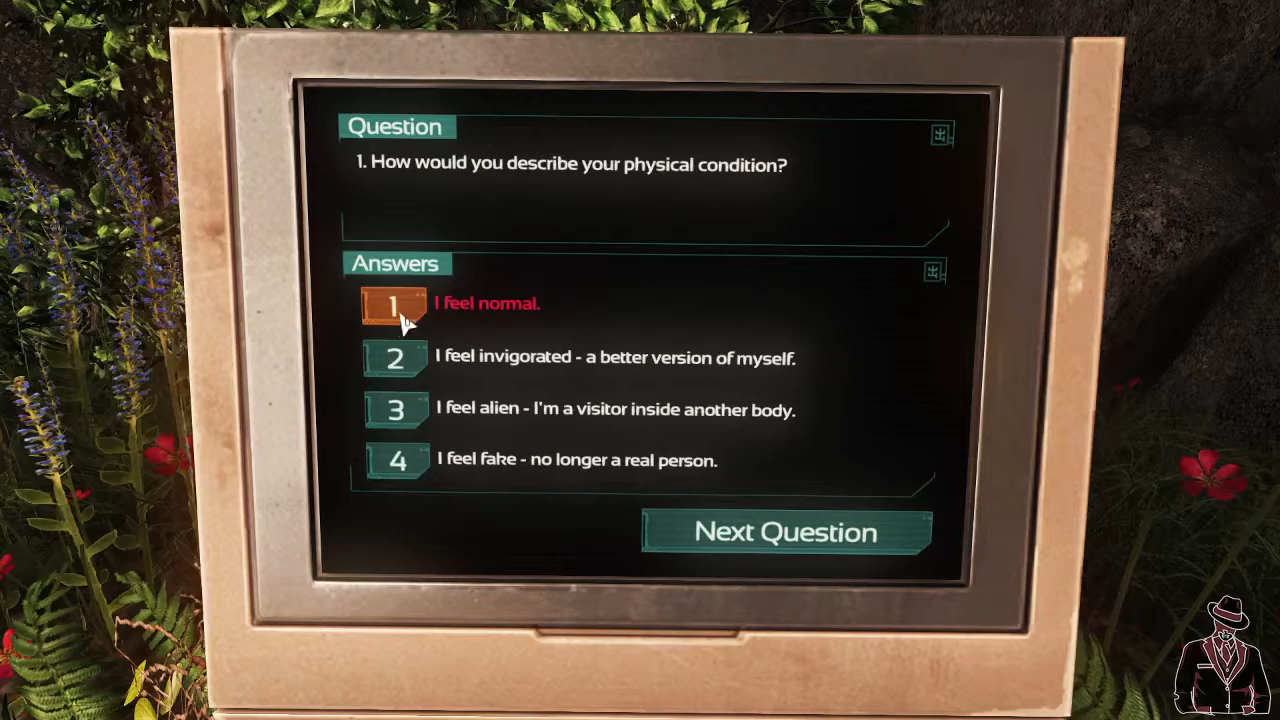 Question
1. How would you describe your physical condition?
Answers
1 I feel normal.
2 I feel invigorated - a better version of myself.
3 I feel alien - I'm a visitor inside another body.
4 I feel fake - no longer a real person.
Next Question